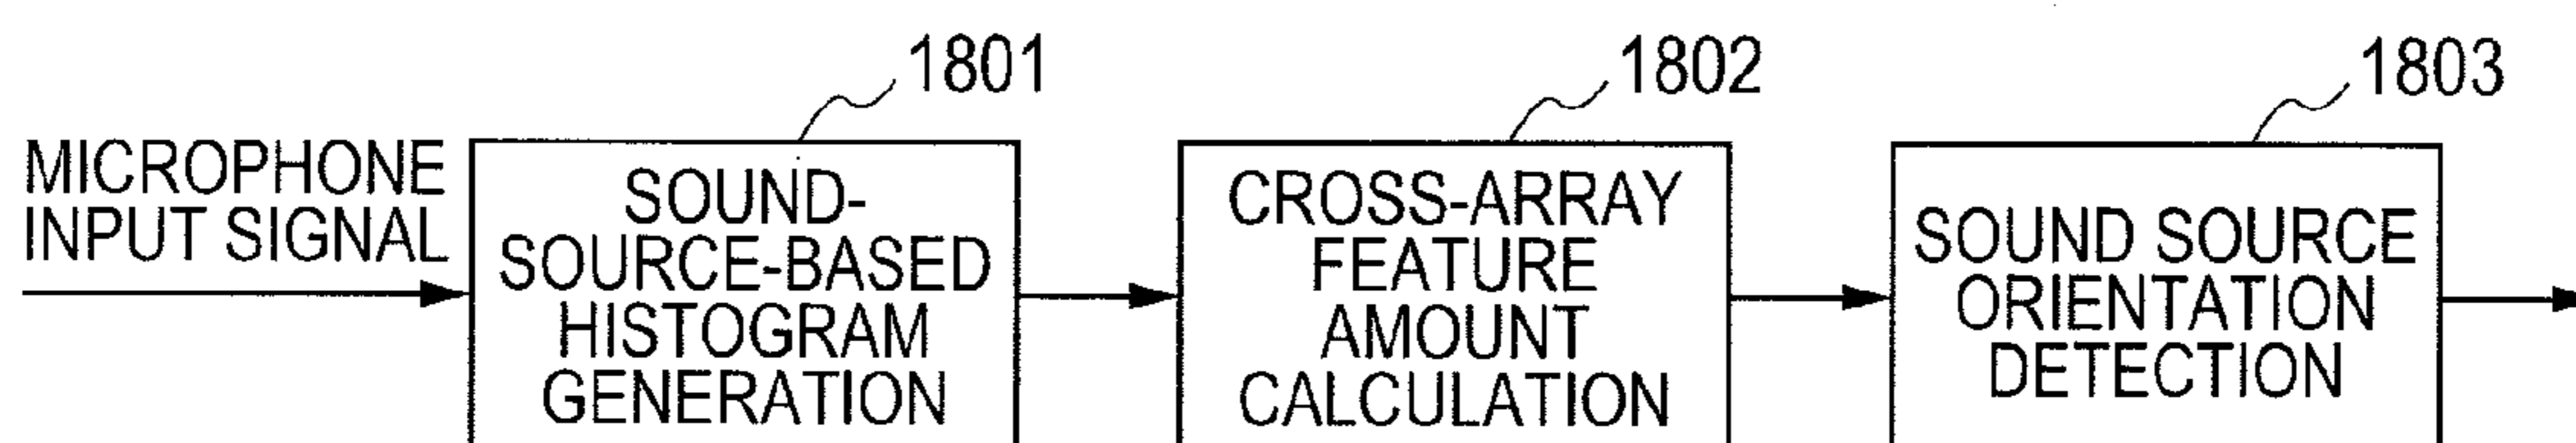 1801
1802
1803
MICROPHONE
INPUT SIGNAL
SOUND-
SOURCE-BASED
HISTOGRAM
GENERATION
CROSS-ARRAY
FEATURE
AMOUNT
CALCULATION
SOUND SOURCE
ORIENTATION
DETECTION